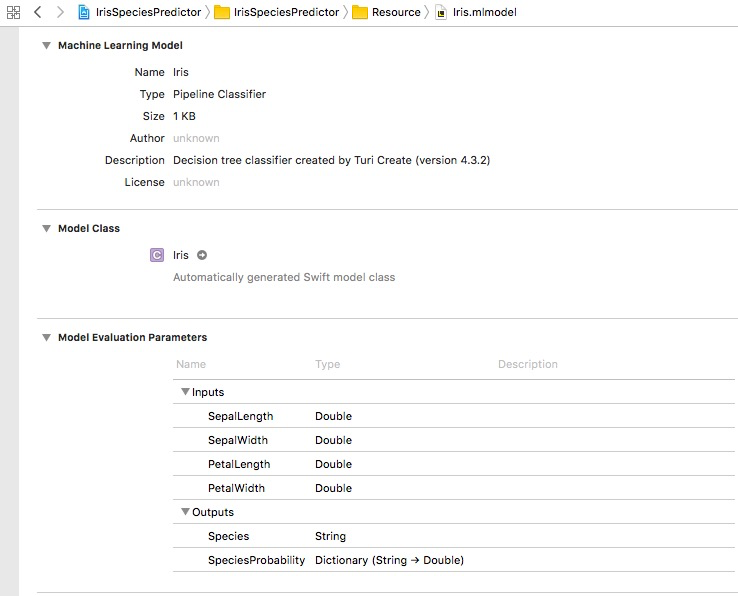 IrisSpeciesPredictor IrisSpeciesPredictor Resource Iris.mlmodel
Machine Learning Model
Name Iris
Type Pipeline Classifier
Size 1 KB
Author unknown
Description Decision tree classifier created by Turi Create (version 4.3.2)
License unknown
Model Class
C Iris
Automatically generated Swift model class
Model Evaluation Parameters
Name Type Description
Inputs
SepalLength Double
SepalWidth Double
PetalLength Double
PetalWidth Double
Outputs
Species String
SpeciesProbability Dictionary (String → Double)